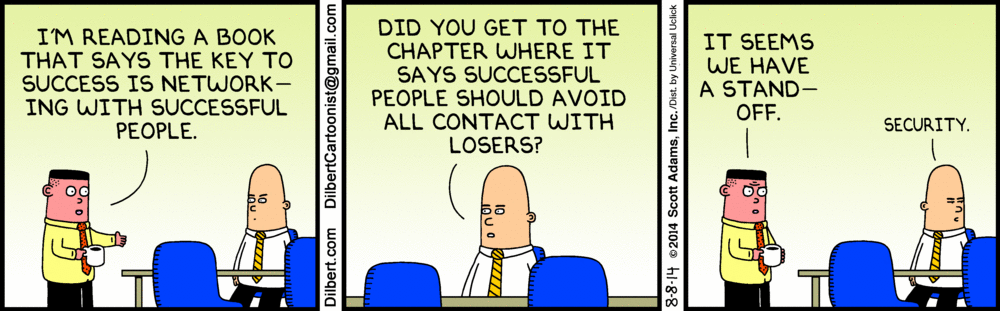 I'M READING A BOOK
THAT SAYS THE KEY TO
SUCCESS IS NETWORK–
ING WITH SUCCESSFUL
PEOPLE.
Dilbert.com DilbertCartoonist@gmail.com
DID YOU GET TO THE
CHAPTER WHERE IT
SAYS SUCCESSFUL
PEOPLE SHOULD AVOID
ALL CONTACT WITH
LOSERS?
8-8-14 ©2014 Scott Adams, Inc. /Dist. by Universal Uclick
IT SEEMS
WE HAVE
A STAND–
OFF.
SECURITY.